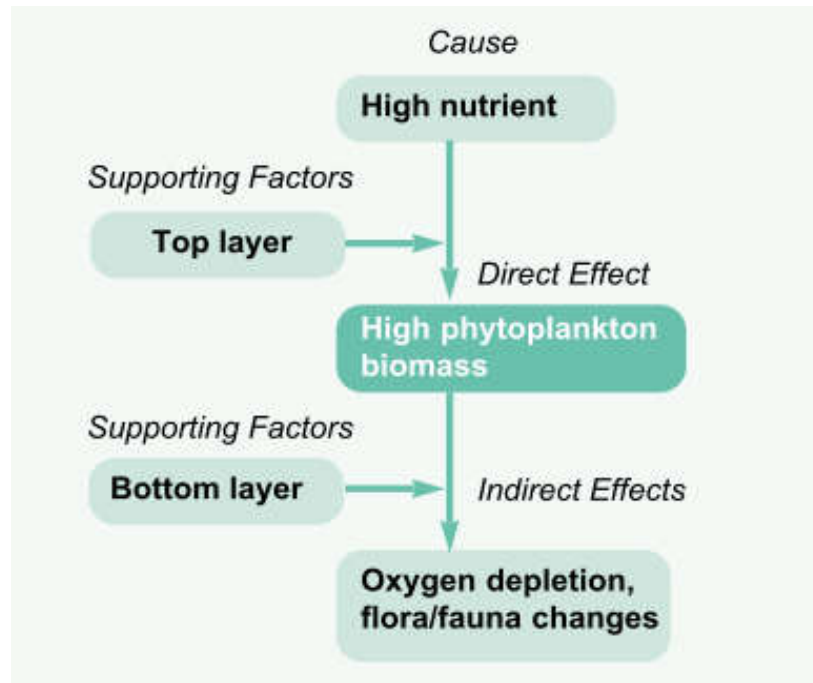 Cause
High nutrient
Supporting Factors
Top layer
Direct Effect
High phytoplankton
biomass
Supporting Factors
Bottom layer
Indirect Effects
Oxygen depletion,
flora/fauna changes